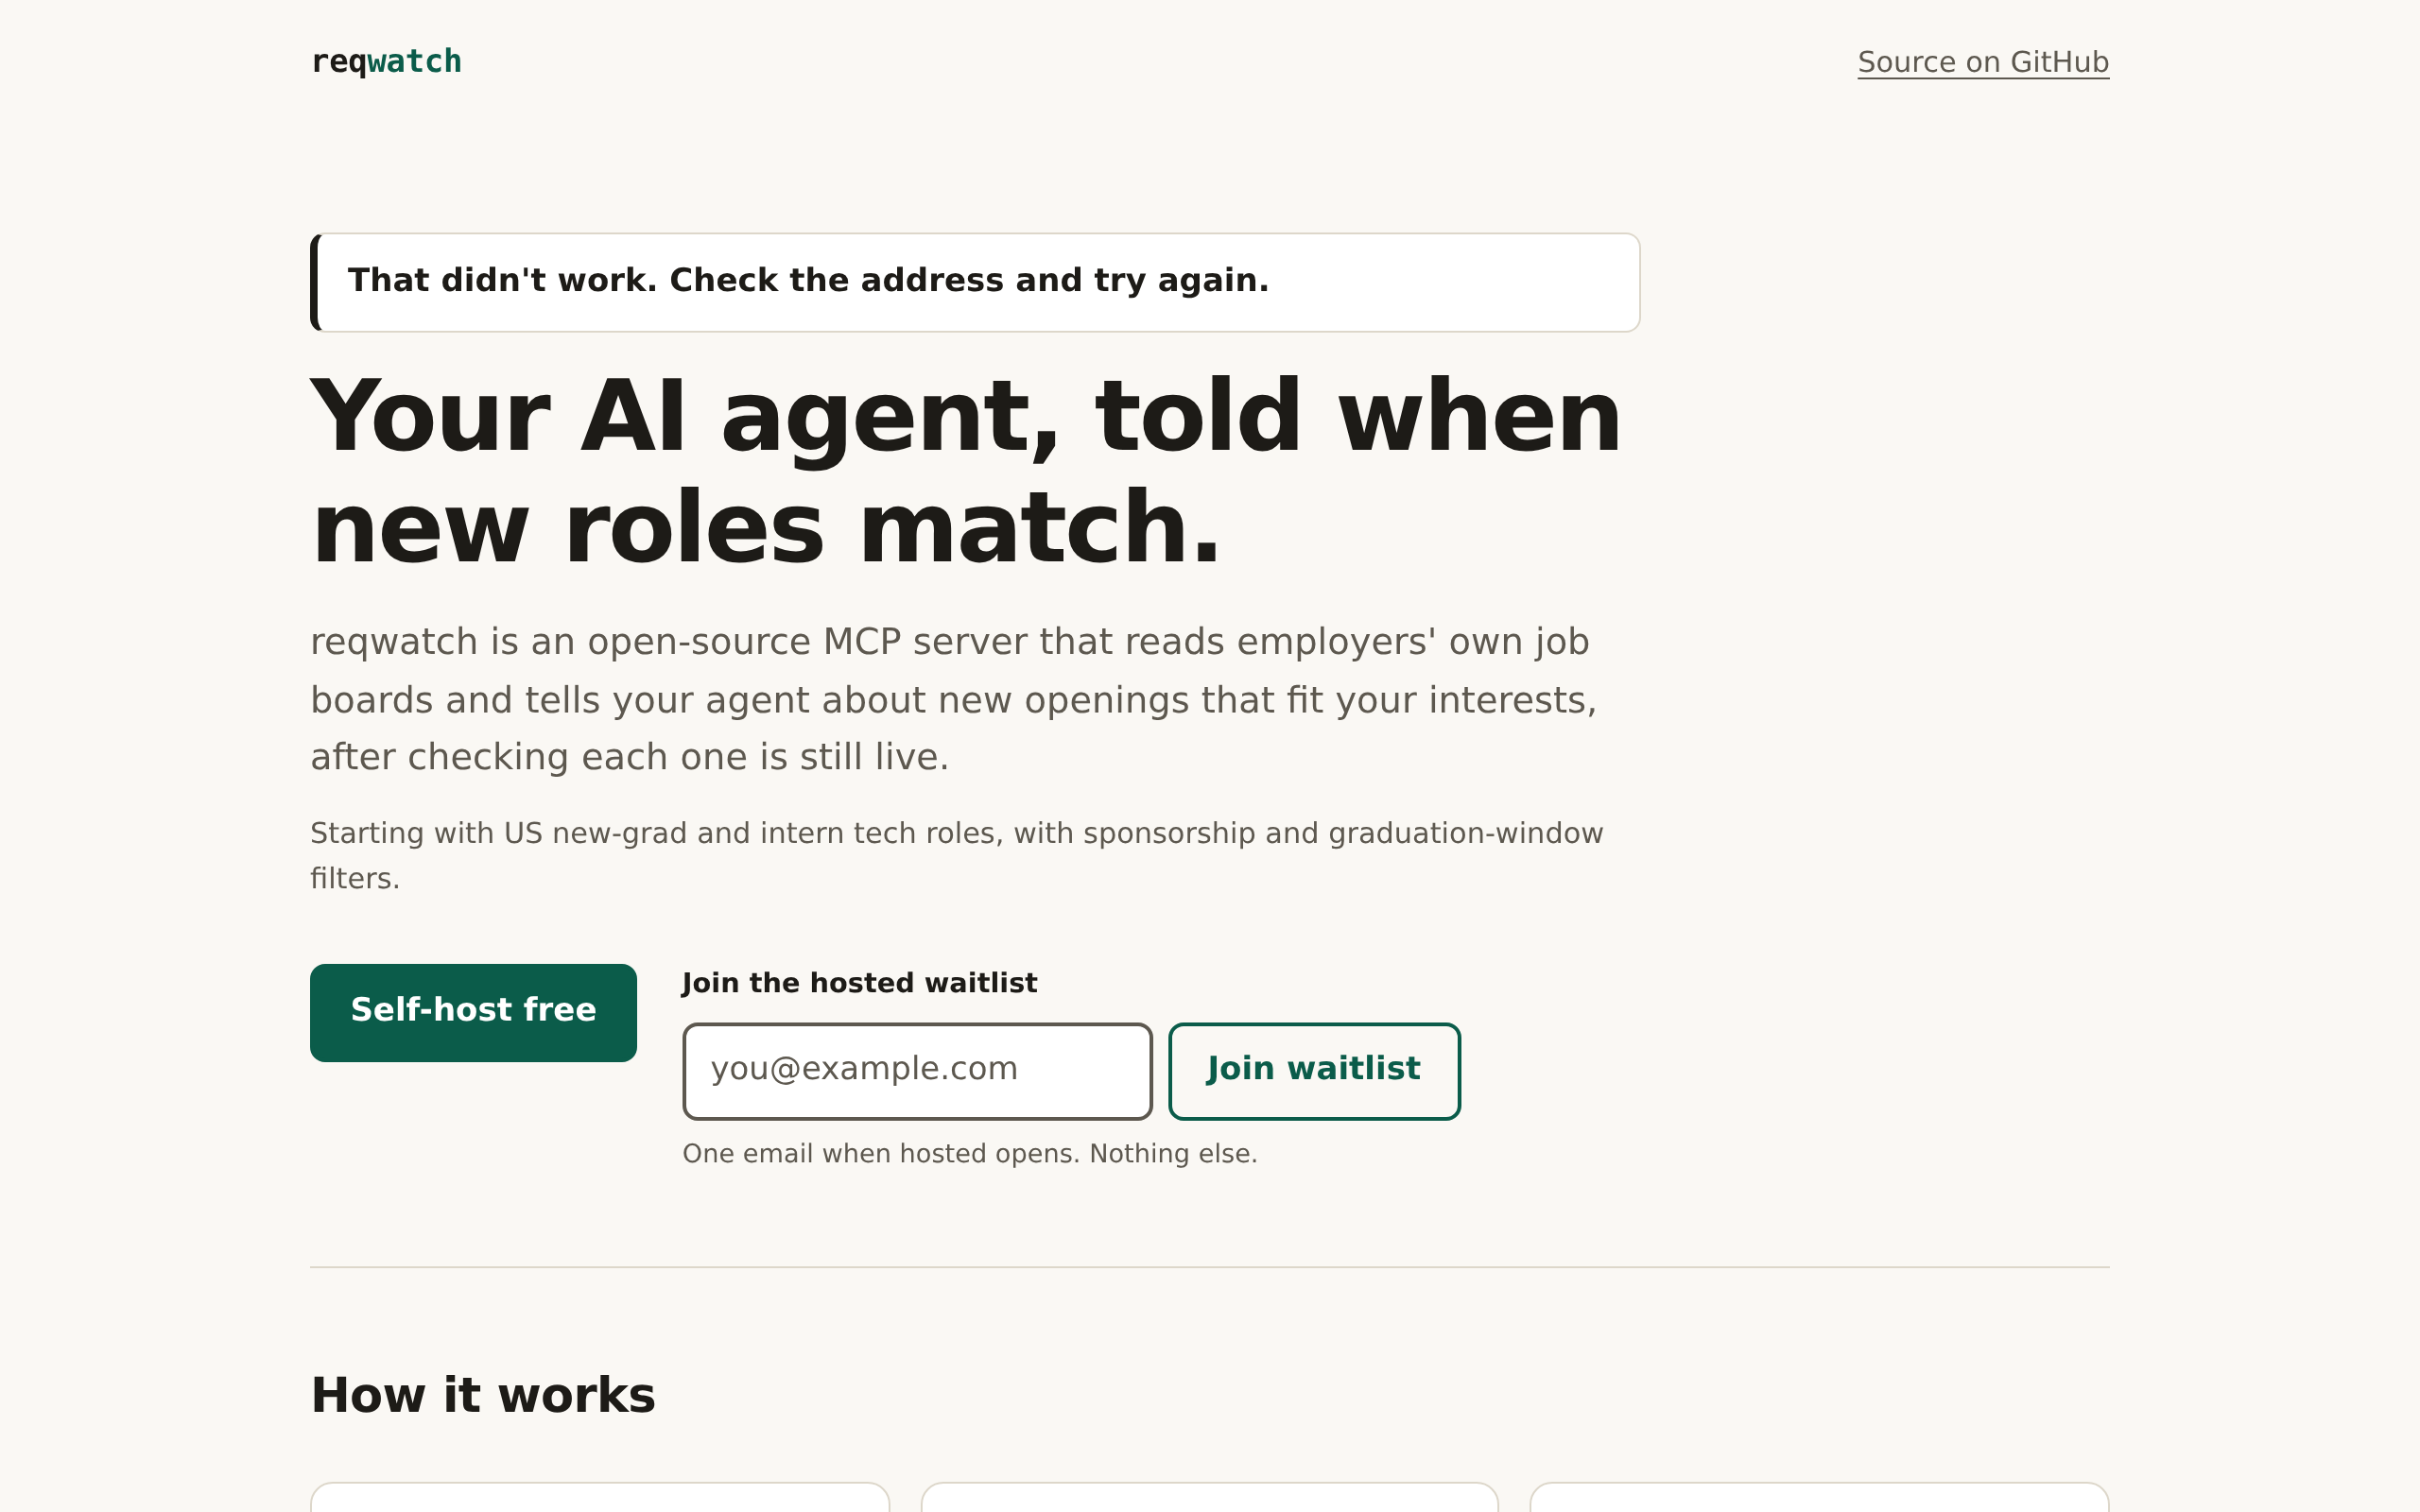 reqwatch
Source on GitHub
That didn't work. Check the address and try again.
Your AI agent, told when
new roles match.
reqwatch is an open-source MCP server that reads employers' own job
boards and tells your agent about new openings that fit your interests,
after checking each one is still live.
Starting with US new-grad and intern tech roles, with sponsorship and graduation-window
filters.
Self-host free
Join the hosted waitlist
you@example.com
Join waitlist
One email when hosted opens. Nothing else.
How it works